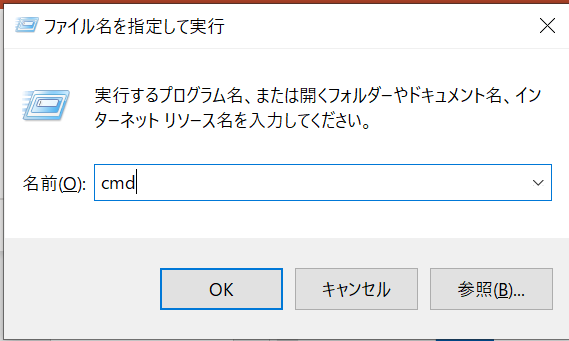 ファイル名を指定して実行
実行するプログラム名、または開くフォルダーやドキュメント名、イン
ターネット リソース名を入力してください。
名前(O): cmd
OK キャンセル 参照(B)...